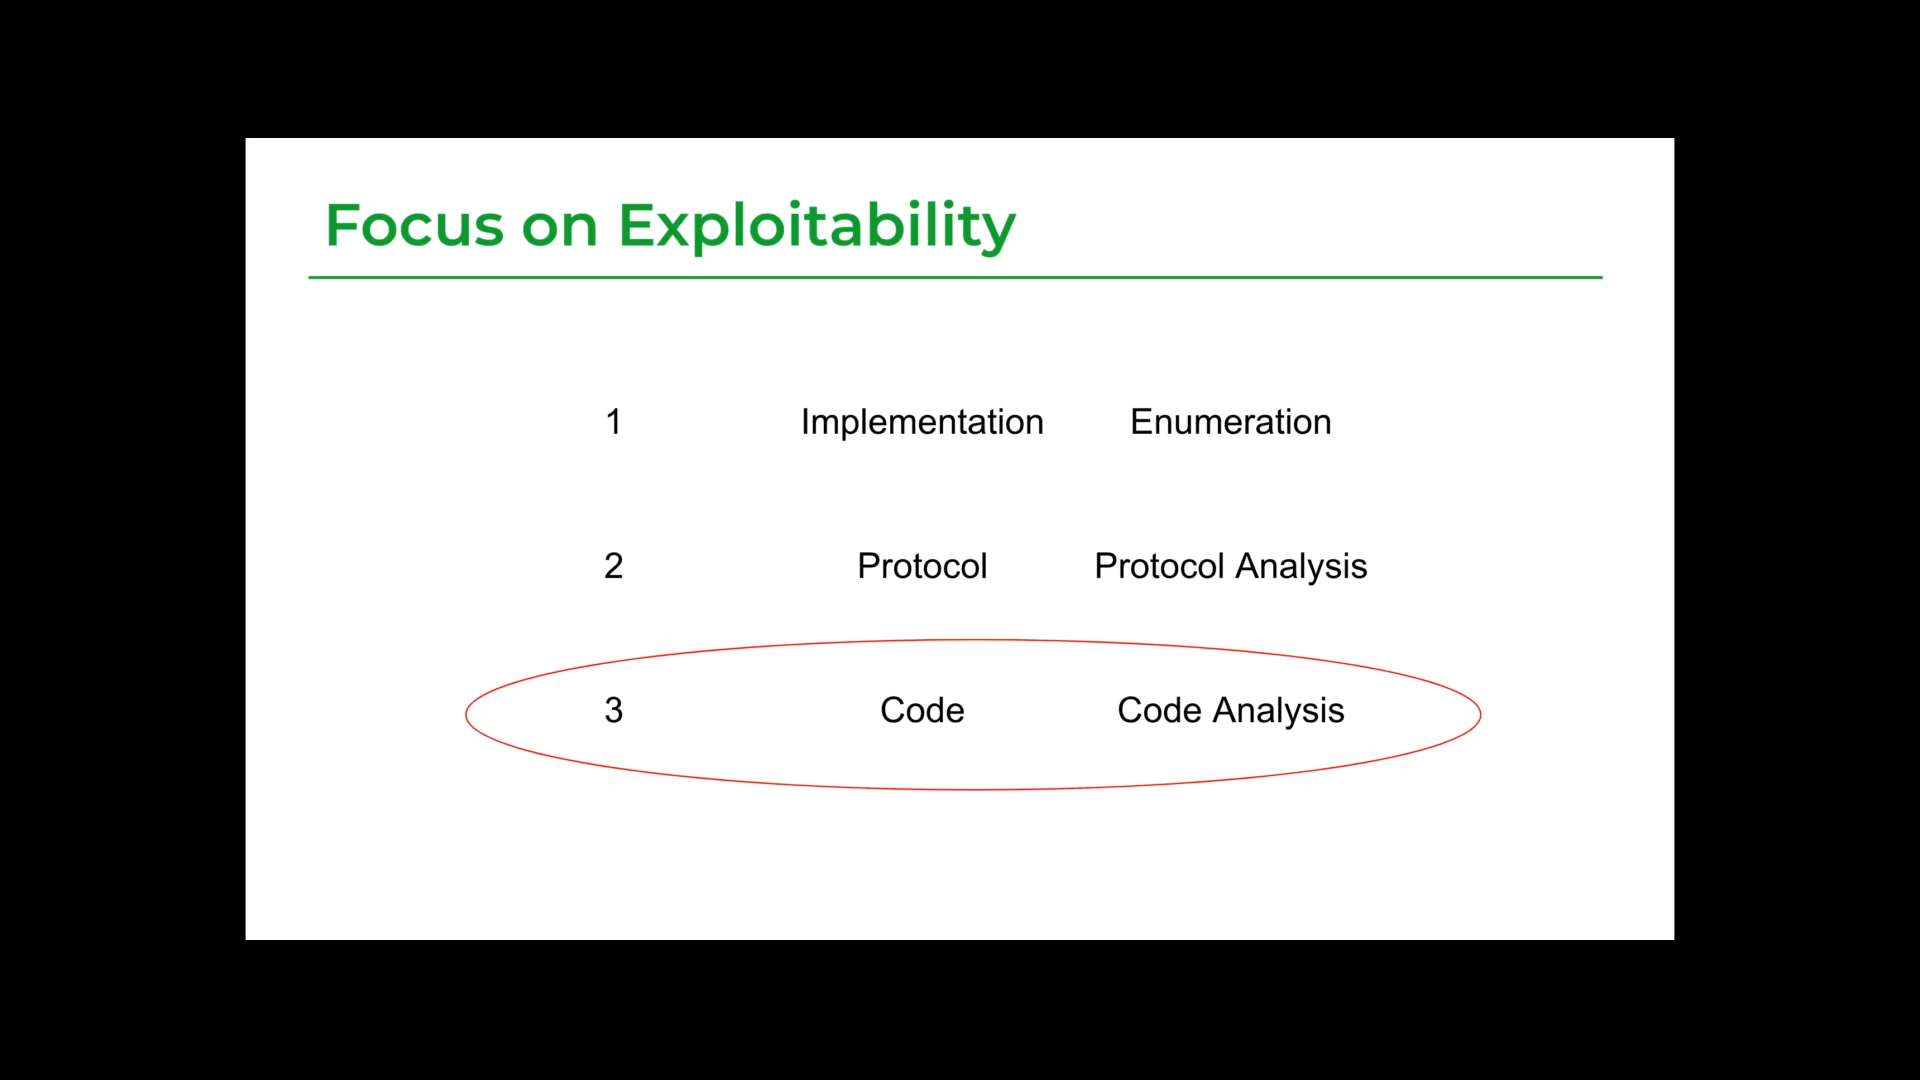 Focus on Exploitability
1 Implementation Enumeration
2 Protocol Protocol Analysis
3 Code Code Analysis